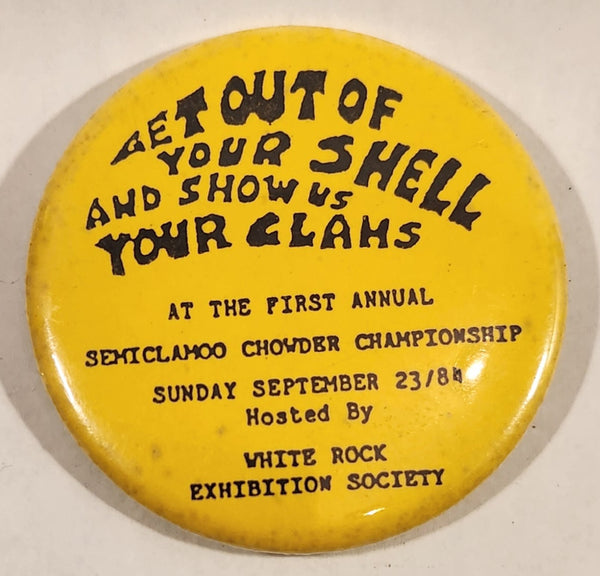 GET OUT OF
YOUR SHELL
AND SHOW US
YOUR CLAMS
AT THE FIRST ANNUAL
SEMICLAMOO CHOWDER CHAMPIONSHIP
SUNDAY SEPTEMBER 23/84
Hosted By
WHITE ROCK
EXHIBITION SOCIETY